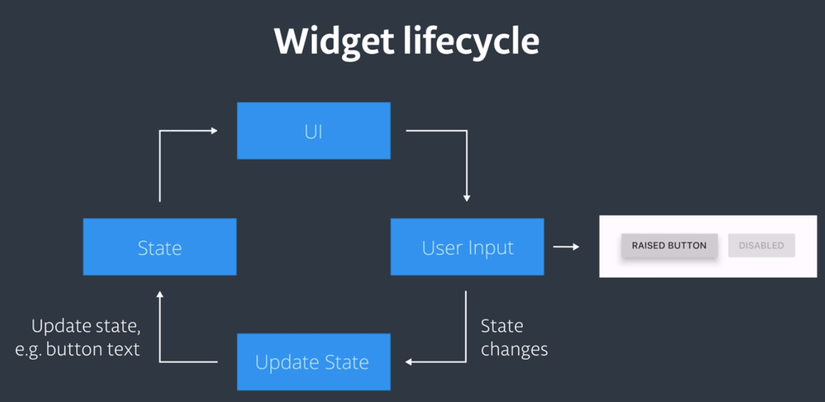 Widget lifecycle
UI
State
User Input
RAISED BUTTON
DISABLED
Update state,
e.g. button text
State
changes
Update State